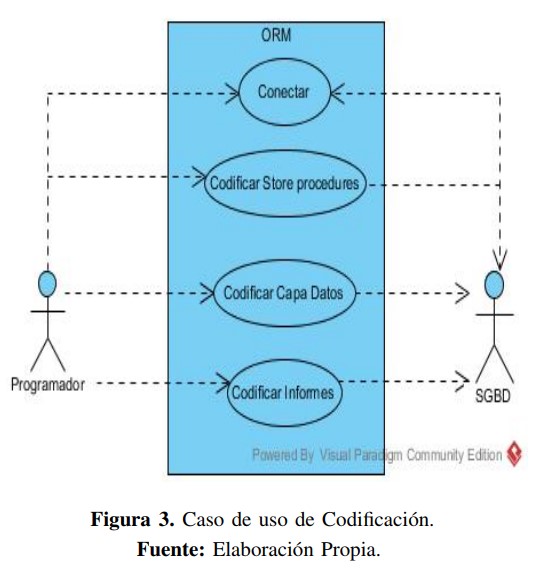 ORM
Conectar
Codificar Store procedures
Codificar Capa Datos
Codificar Informes
Programador
SGBD
Powered By Visual Paradigm Community Edition
Figura 3. Caso de uso de Codificación.
Fuente: Elaboración Propia.